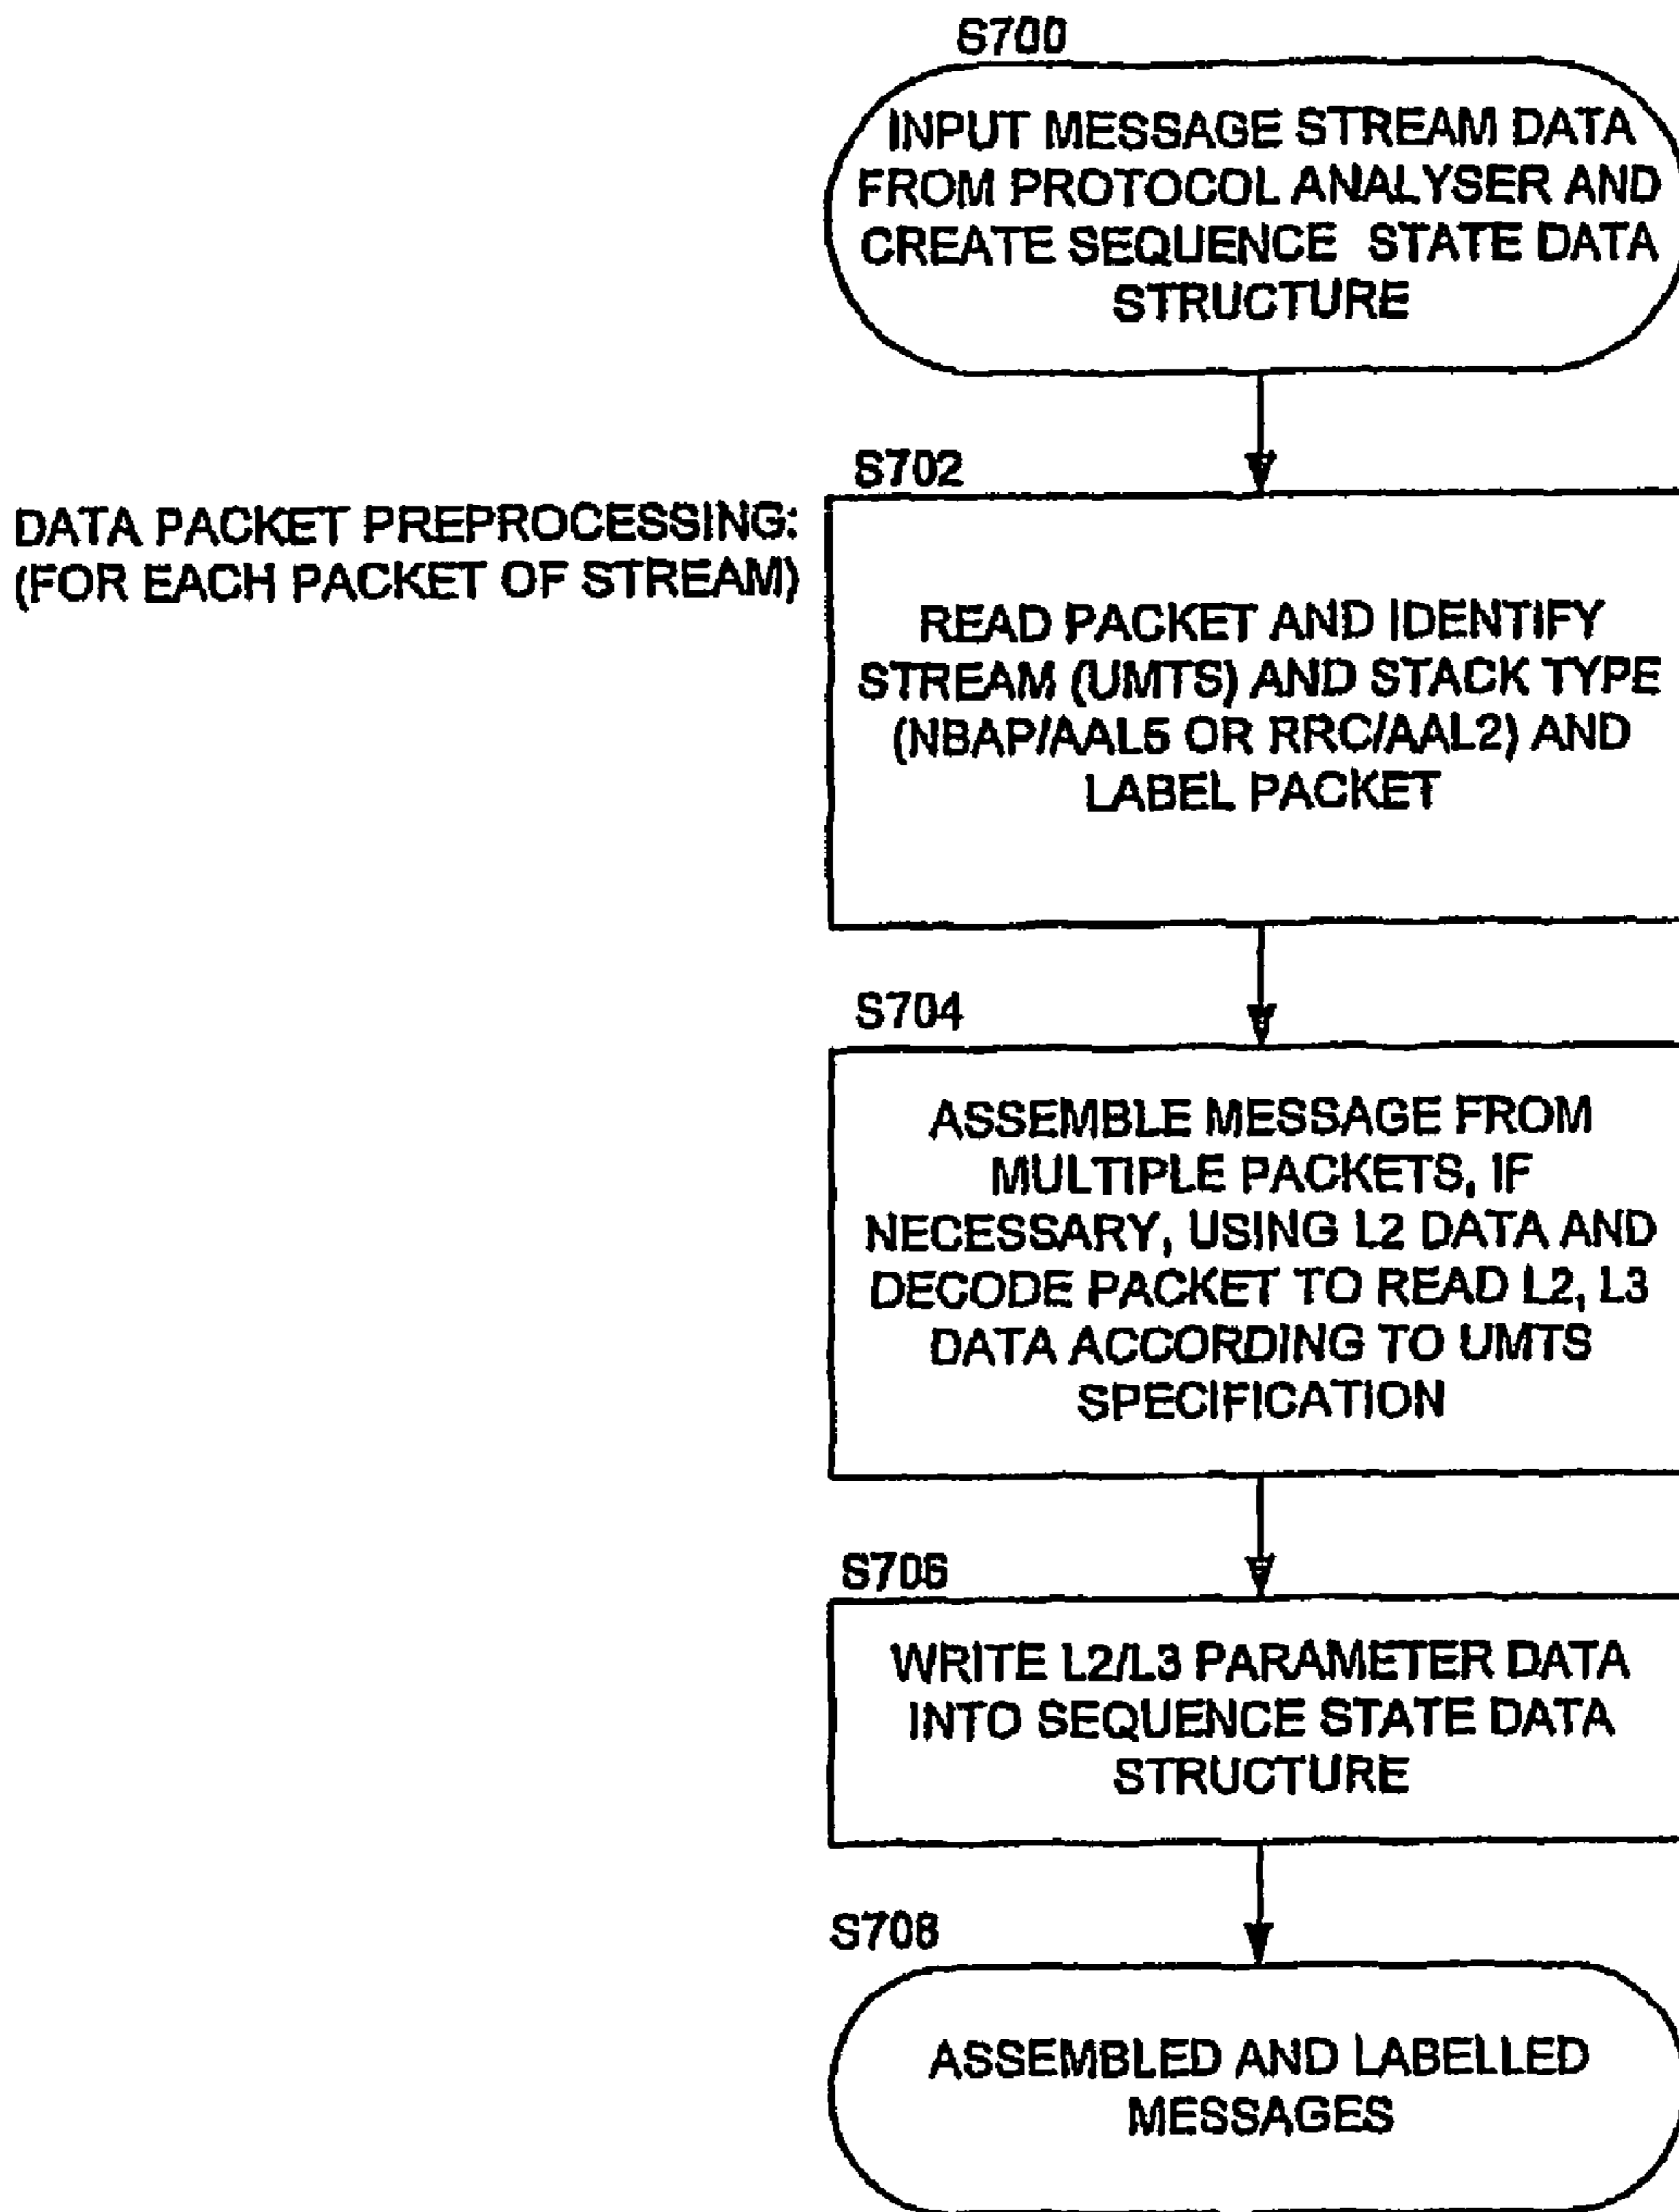 S700
INPUT MESSAGE STREAM DATA
FROM PROTOCOL ANALYSER AND
CREATE SEQUENCE STATE DATA
STRUCTURE
S702
DATA PACKET PREPROCESSING:
(FOR EACH PACKET OF STREAM)
READ PACKET AND IDENTIFY
STREAM (UMTS) AND STACK TYPE
(NBAP/AAL5 OR RRC/AAL2) AND
LABEL PACKET
S704
ASSEMBLE MESSAGE FROM
MULTIPLE PACKETS, IF
NECESSARY, USING L2 DATA AND
DECODE PACKET TO READ L2, L3
DATA ACCORDING TO UMTS
SPECIFICATION
S706
WRITE L2/L3 PARAMETER DATA
INTO SEQUENCE STATE DATA
STRUCTURE
S708
ASSEMBLED AND LABELLED
MESSAGES